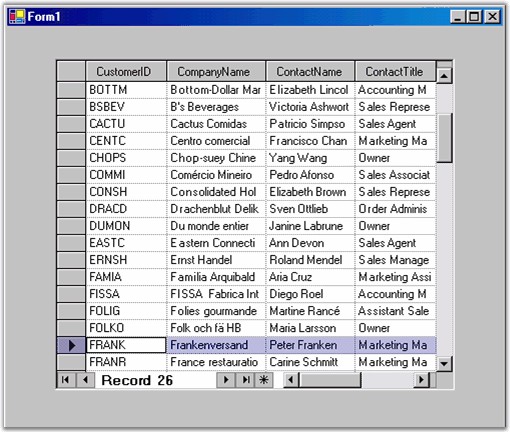 Form1
CustomerID CompanyName ContactName ContactTitle
BOTTM Bottom-Dollar Mar Elizabeth Lincol Accounting M
BSBEV B's Beverages Victoria Ashwort Sales Represe
CACTU Cactus Comidas Patricio Simpso Sales Agent
CENTC Centro comercial Francisco Chan Marketing Ma
CHOPS Chop-suey Chine Yang Wang Owner
COMMI Comércio Mineiro Pedro Afonso Sales Associat
CONSH Consolidated Hol Elizabeth Brown Sales Represe
DRACD Drachenblut Delik Sven Ottlieb Order Adminis
DUMON Du monde entier Janine Labrune Owner
EASTC Eastern Connecti Ann Devon Sales Agent
ERNSH Ernst Handel Roland Mendel Sales Manage
FAMIA Familia Arquibald Aria Cruz Marketing Assi
FISSA FISSA Fabrica Int Diego Roel Accounting M
FOLIG Folies gourmande Martine Rancé Assistant Sale
FOLKO Folk och fä HB Maria Larsson Owner
FRANK Frankenversand Peter Franken Marketing Ma
FRANR France restauratio Carine Schmitt Marketing Ma
Record 26